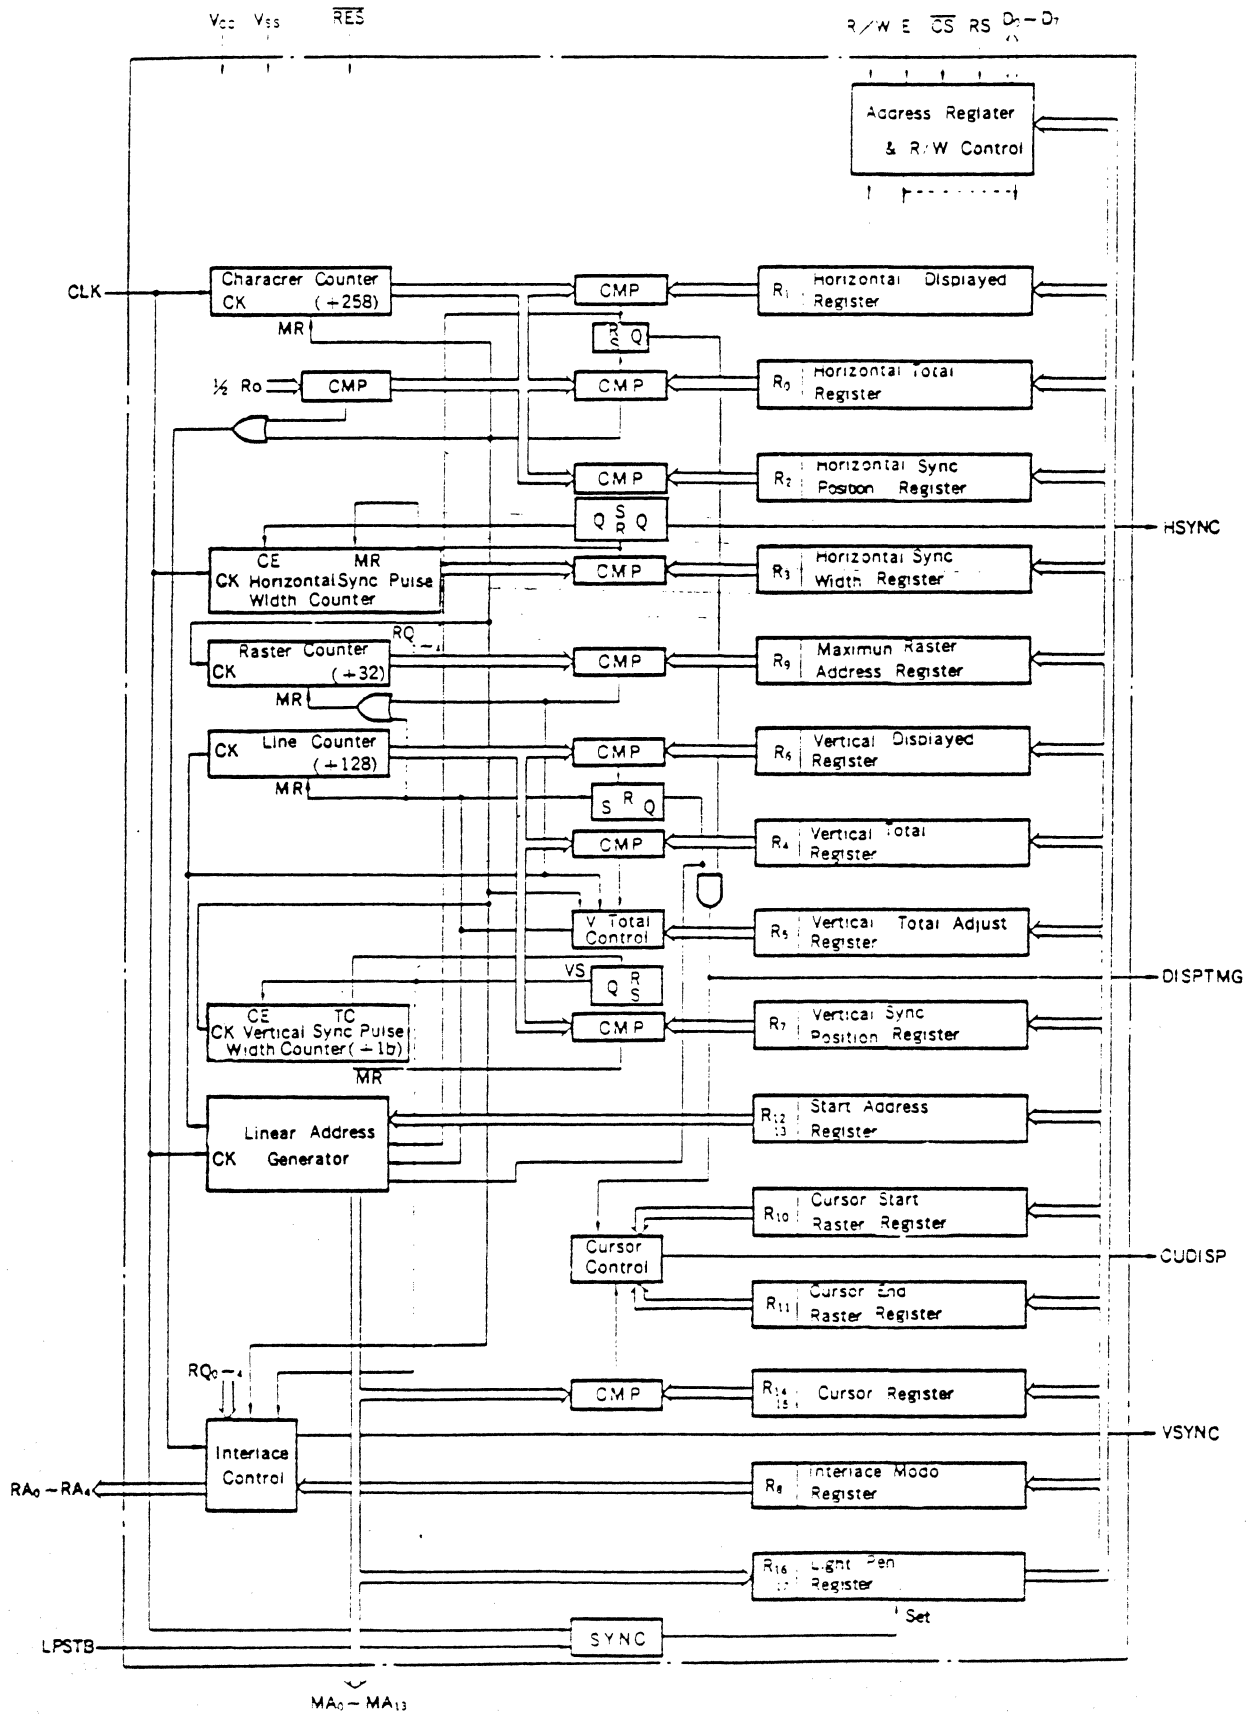 Vcc Vss RES
R/W E CS RS D0~D7
Address Regiater
& R/W Control
CLK
Characrer Counter
CK (÷258)
MR
CMP
R1 Horizontal Displayed
Register
R S Q
½ Ro
CMP
CMP
R0 Horizontal Total
Register
CMP
R2 Horizontal Sync
Position Register
Q S R Q
HSYNC
CE MR
CK Horizontal Sync Pulse
Width Counter
CMP
R3 Horizontal Sync
Width Register
RQ
Raster Counter
CK (÷32)
MR
CMP
R9 Maximun Raster
Address Register
CK Line Counter
(÷128)
MR
CMP
R6 Vertical Displayed
Register
S R Q
CMP
R4 Vertical Total
Register
V Total
Control
R5 Vertical Total Adjust
Register
VS
Q R S
DISPTMG
CE TC
CK Vertical Sync Pulse
Width Counter(÷16)
MR
CMP
R7 Vertical Sync
Position Register
Linear Address
CK Generator
R12 13 Start Address
Register
R10 Cursor Start
Raster Register
Cursor
Control
CUDISP
R11 Cursor End
Raster Register
RQ0~4
CMP
R14 15 Cursor Register
VSYNC
Interlace
Control
RA0~RA4
R8 Interlace Modo
Register
R16 17 Light Pen
Register
Set
LPSTB
SYNC
MA0~MA13